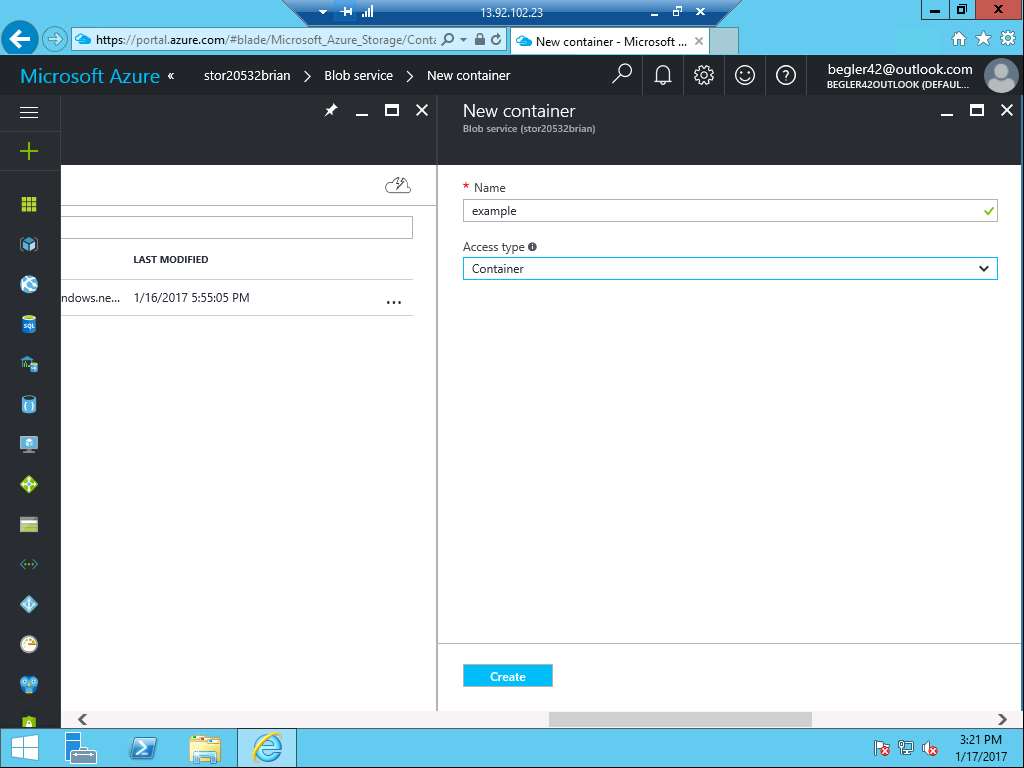 13.92.102.23
https://portal.azure.com/#blade/Microsoft_Azure_Storage/Conta
New container - Microsoft ...
Microsoft Azure «
stor20532brian > Blob service > New container
begler42@outlook.com
BEGLER42OUTLOOK (DEFAUL...
New container
Blob service (stor20532brian)
* Name
example
Access type
Container
LAST MODIFIED
ndows.ne... 1/16/2017 5:55:05 PM ...
SQL
Create
3:21 PM
1/17/2017